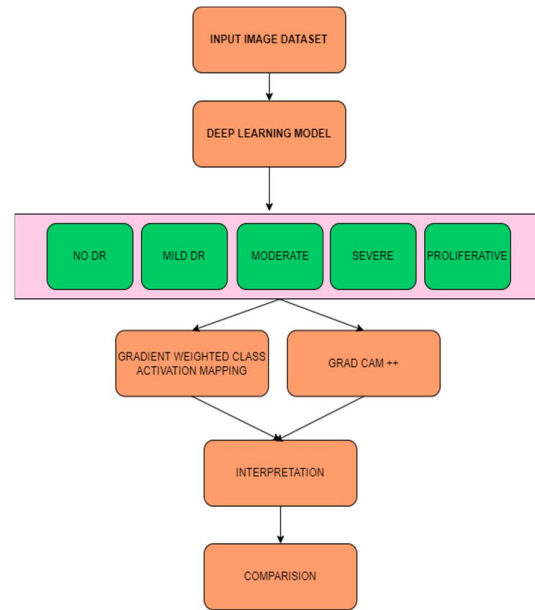 INPUT IMAGE DATASET
DEEP LEARNING MODEL
NO DR
MILD DR
MODERATE
SEVERE
PROLIFERATIVE
GRADIENT WEIGHTED CLASS
ACTIVATION MAPPING
GRAD CAM ++
INTERPRETATION
COMPARISION